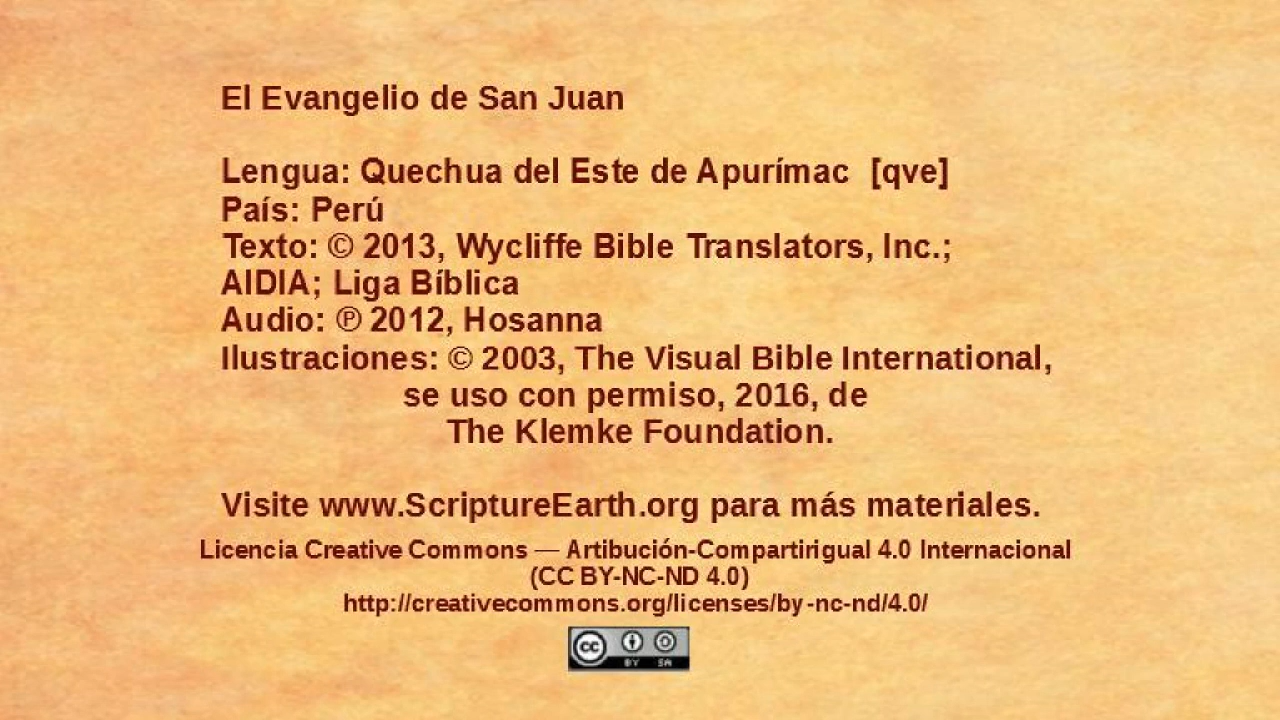 El Evangelio de San Juan
Lengua: Quechua del Este de Apurímac [qve]
País: Perú
Texto: © 2013, Wycliffe Bible Translators, Inc.;
AIDIA; Liga Bíblica
Audio: ℗ 2012, Hosanna
Ilustraciones: © 2003, The Visual Bible International,
se uso con permiso, 2016, de
The Klemke Foundation.
Visite www.ScriptureEarth.org para más materiales.
Licencia Creative Commons — Artibución-Compartirigual 4.0 Internacional
(CC BY-NC-ND 4.0)
http://creativecommons.org/licenses/by-nc-nd/4.0/
cc BY SA